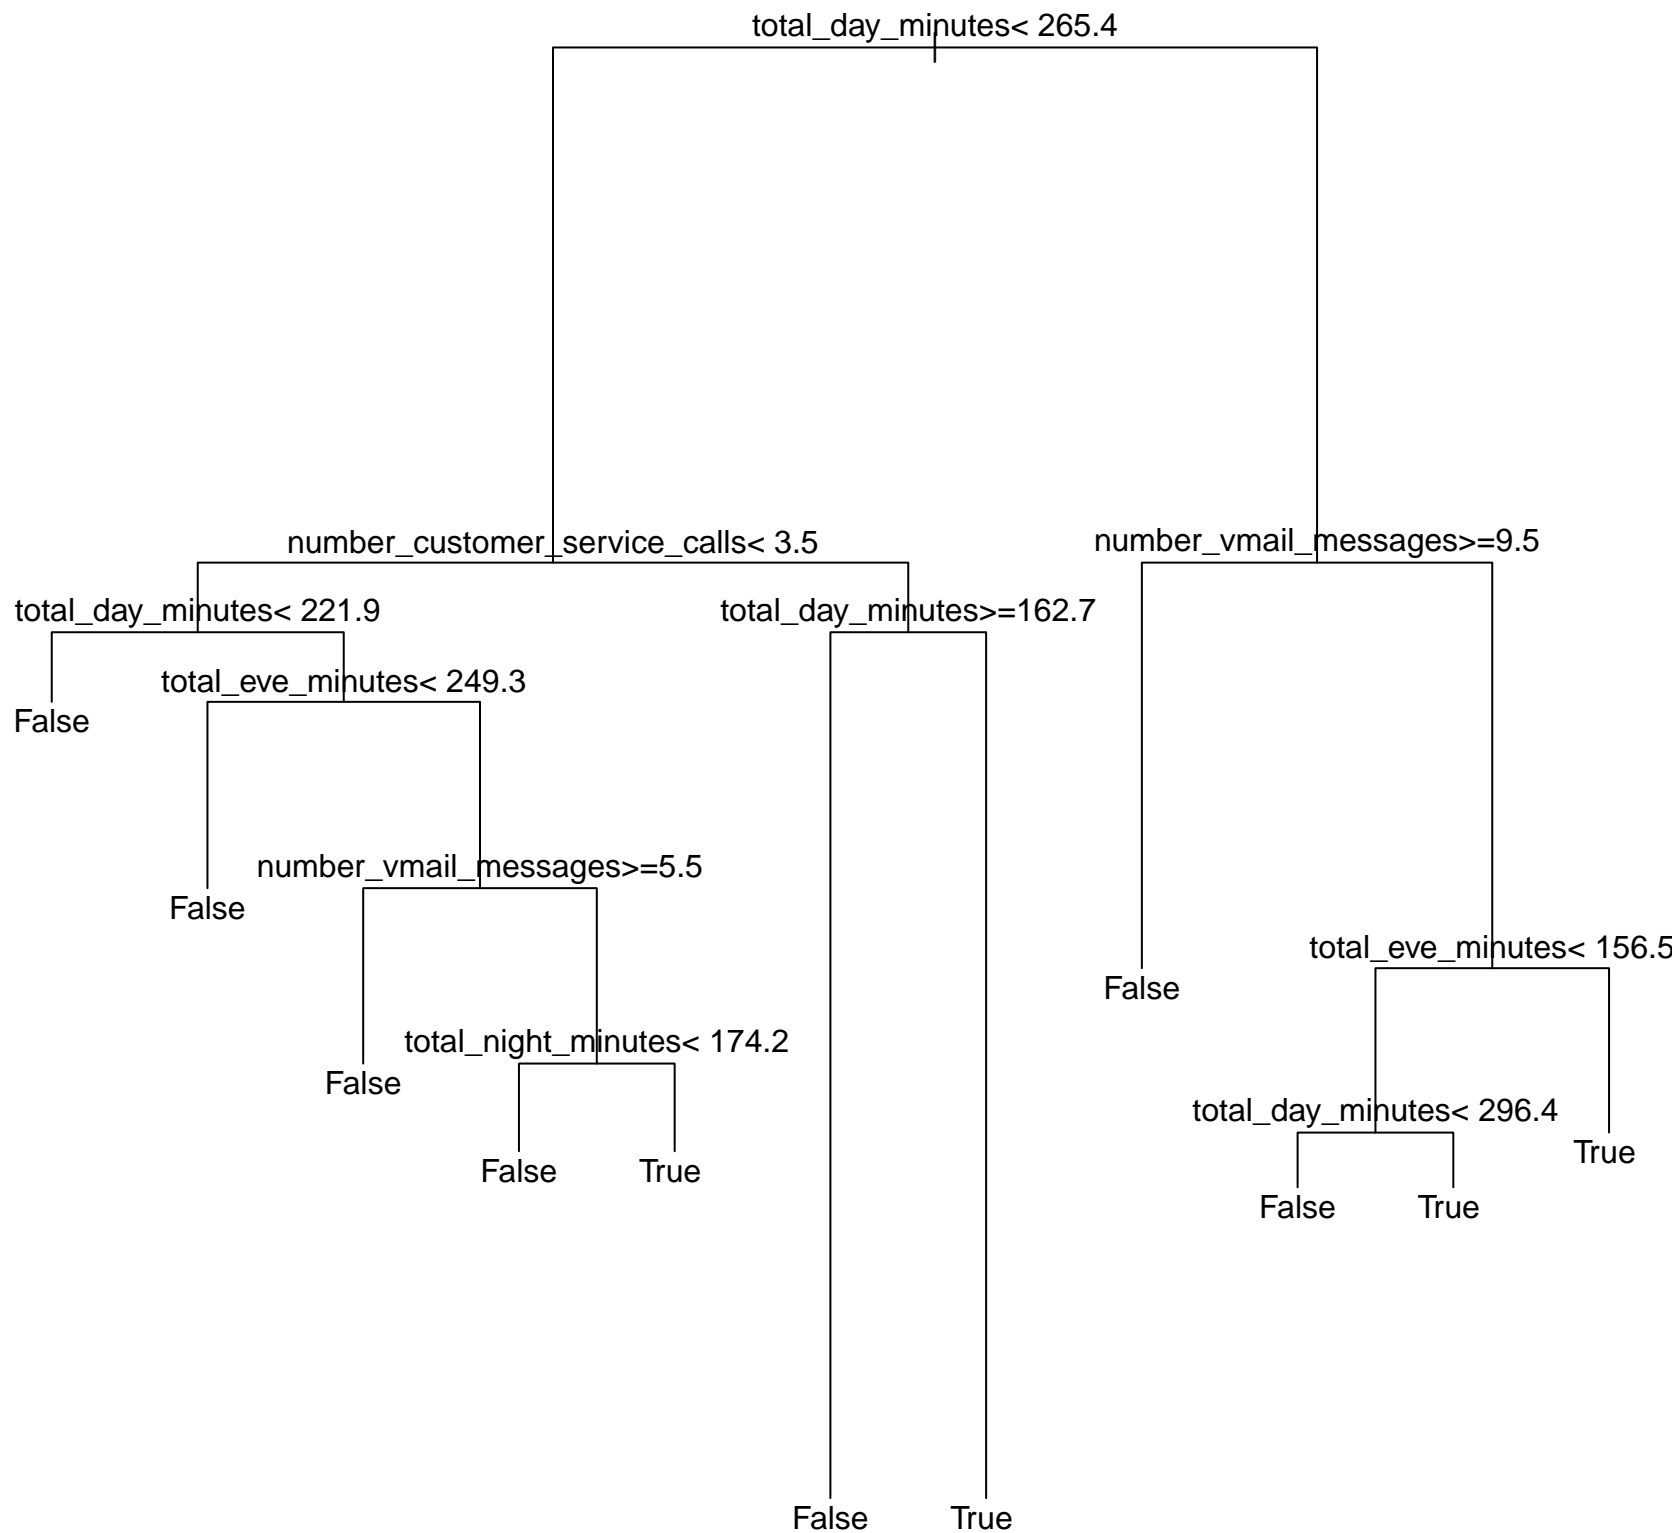 total_day_minutes< 265.4
number_customer_service_calls< 3.5
number_vmail_messages>=9.5
total_day_minutes< 221.9
total_day_minutes>=162.7
total_eve_minutes< 249.3
False
number_vmail_messages>=5.5
False
total_eve_minutes< 156.5
False
total_night_minutes< 174.2
False
total_day_minutes< 296.4
True
False
True
False
True
False
True